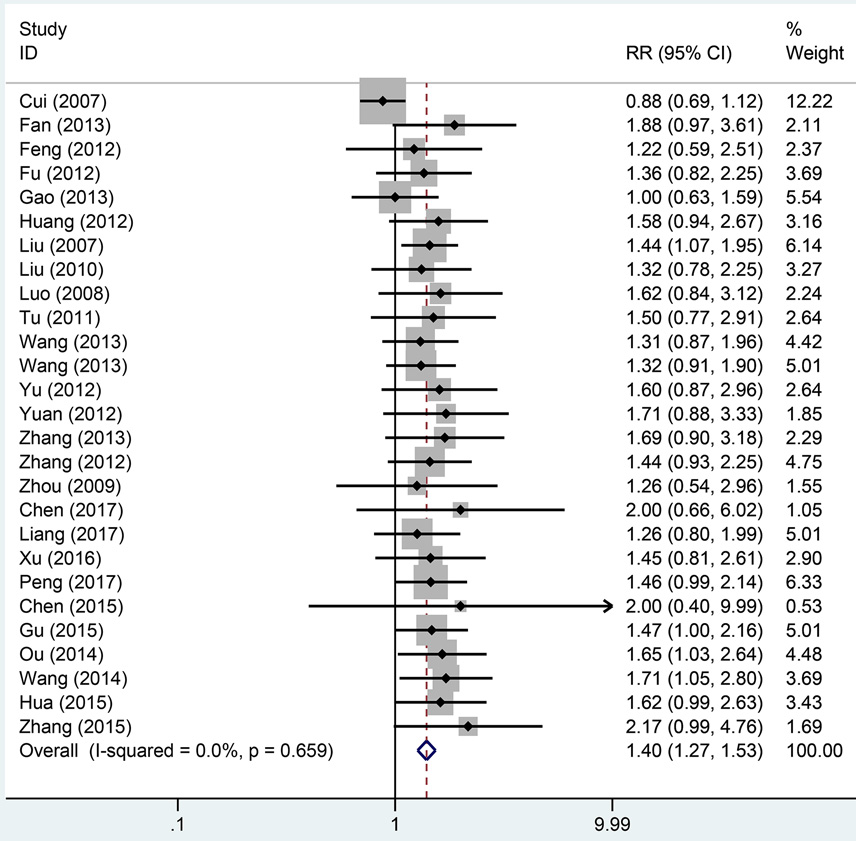 Study %
ID RR (95% CI) Weight
Cui (2007) 0.88 (0.69, 1.12) 12.22
Fan (2013) 1.88 (0.97, 3.61) 2.11
Feng (2012) 1.22 (0.59, 2.51) 2.37
Fu (2012) 1.36 (0.82, 2.25) 3.69
Gao (2013) 1.00 (0.63, 1.59) 5.54
Huang (2012) 1.58 (0.94, 2.67) 3.16
Liu (2007) 1.44 (1.07, 1.95) 6.14
Liu (2010) 1.32 (0.78, 2.25) 3.27
Luo (2008) 1.62 (0.84, 3.12) 2.24
Tu (2011) 1.50 (0.77, 2.91) 2.64
Wang (2013) 1.31 (0.87, 1.96) 4.42
Wang (2013) 1.32 (0.91, 1.90) 5.01
Yu (2012) 1.60 (0.87, 2.96) 2.64
Yuan (2012) 1.71 (0.88, 3.33) 1.85
Zhang (2013) 1.69 (0.90, 3.18) 2.29
Zhang (2012) 1.44 (0.93, 2.25) 4.75
Zhou (2009) 1.26 (0.54, 2.96) 1.55
Chen (2017) 2.00 (0.66, 6.02) 1.05
Liang (2017) 1.26 (0.80, 1.99) 5.01
Xu (2016) 1.45 (0.81, 2.61) 2.90
Peng (2017) 1.46 (0.99, 2.14) 6.33
Chen (2015) 2.00 (0.40, 9.99) 0.53
Gu (2015) 1.47 (1.00, 2.16) 5.01
Ou (2014) 1.65 (1.03, 2.64) 4.48
Wang (2014) 1.71 (1.05, 2.80) 3.69
Hua (2015) 1.62 (0.99, 2.63) 3.43
Zhang (2015) 2.17 (0.99, 4.76) 1.69
Overall (I-squared = 0.0%, p = 0.659) 1.40 (1.27, 1.53) 100.00
.1 1 9.99